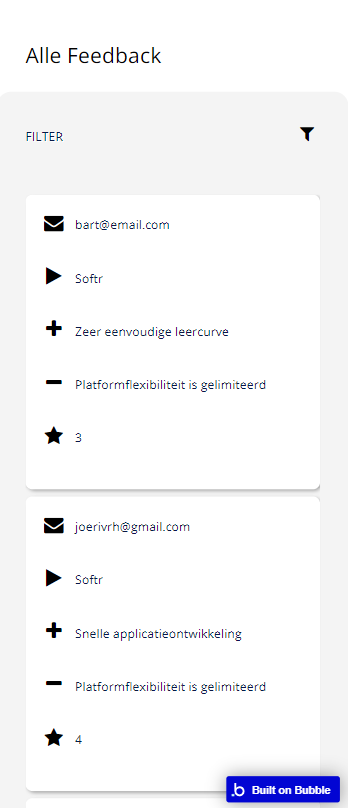 Alle Feedback
FILTER
bart@email.com
Softr
Zeer eenvoudige leercurve
Platformflexibiliteit is gelimiteerd
3
joerivrh@gmail.com
Softr
Snelle applicatieontwikkeling
Platformflexibiliteit is gelimiteerd
4
Built on Bubble